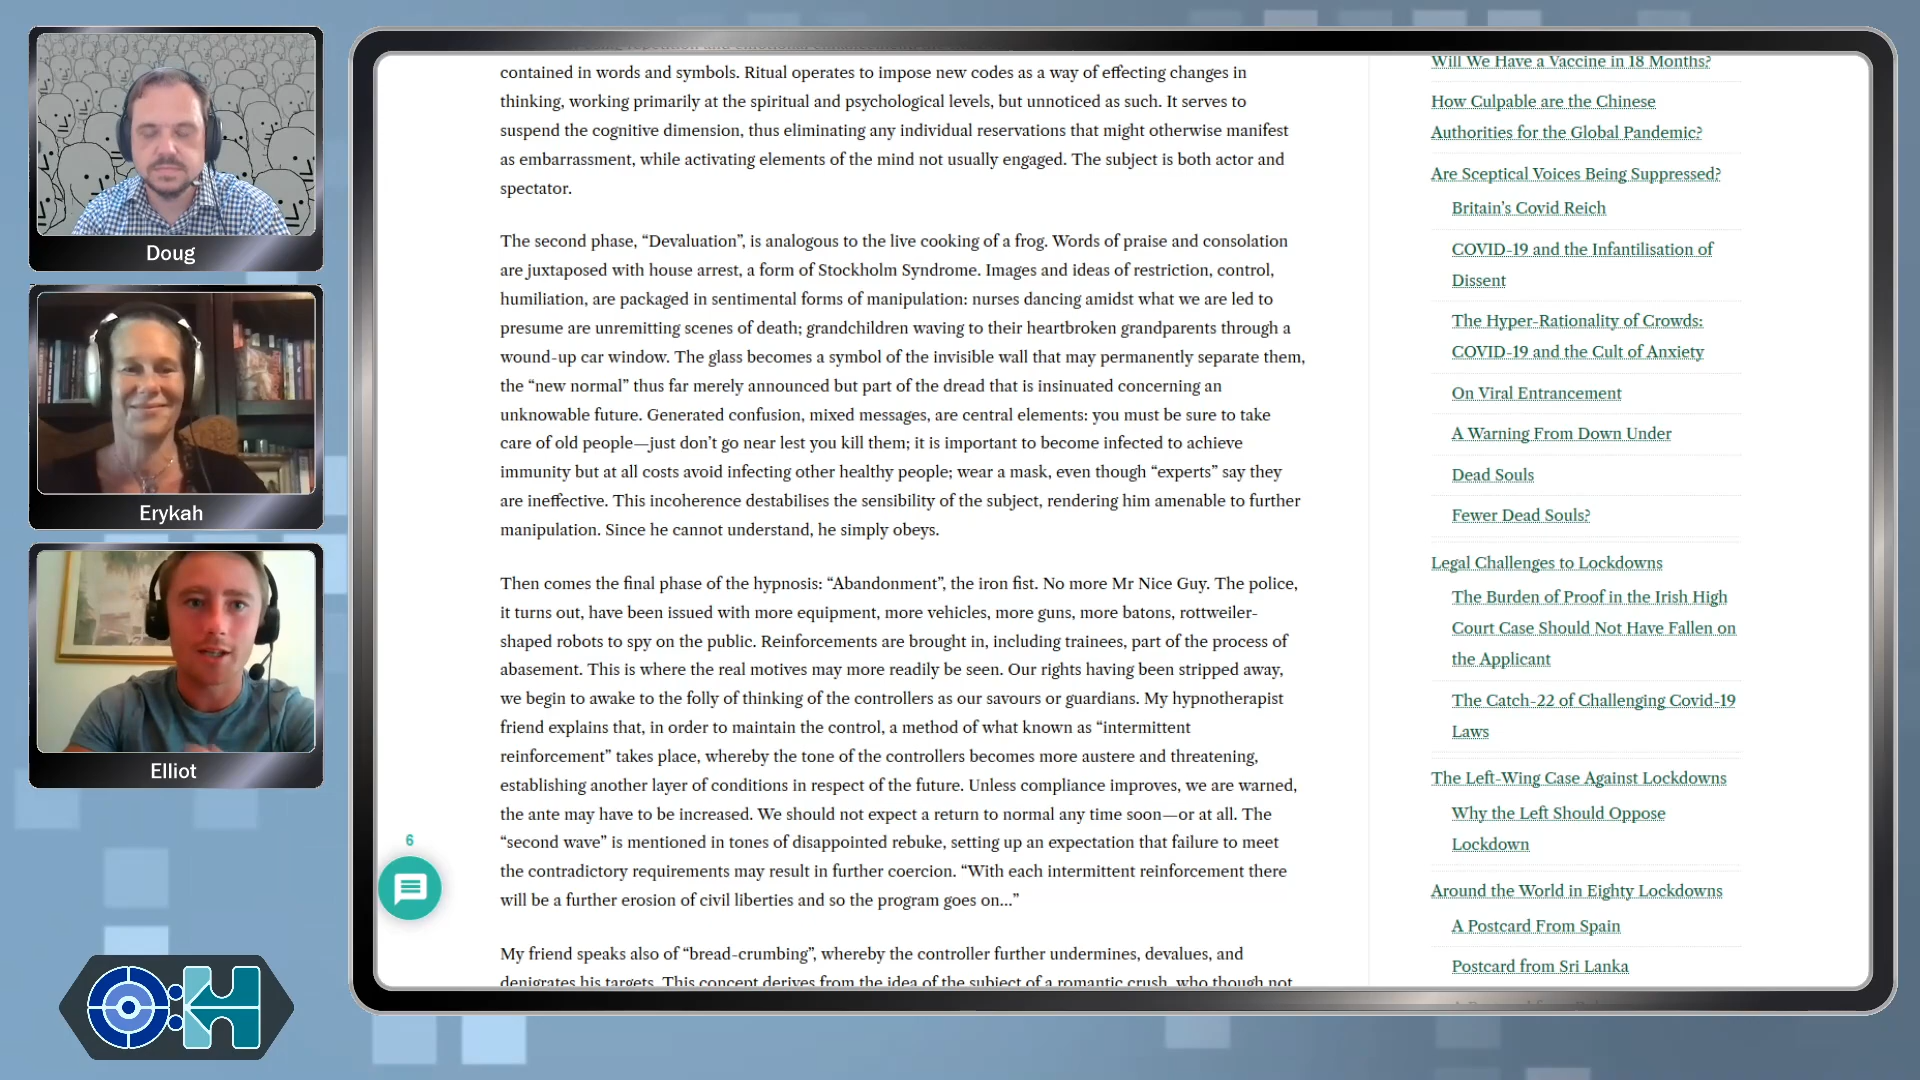 Doug
Erykah
Elliot
contained in words and symbols. Ritual operates to impose new codes as a way of effecting changes in
thinking, working primarily at the spiritual and psychological levels, but unnoticed as such. It serves to
suspend the cognitive dimension, thus eliminating any individual reservations that might otherwise manifest
as embarrassment, while activating elements of the mind not usually engaged. The subject is both actor and
spectator.
The second phase, “Devaluation”, is analogous to the live cooking of a frog. Words of praise and consolation
are juxtaposed with house arrest, a form of Stockholm Syndrome. Images and ideas of restriction, control,
humiliation, are packaged in sentimental forms of manipulation: nurses dancing amidst what we are led to
presume are unremitting scenes of death; grandchildren waving to their heartbroken grandparents through a
wound-up car window. The glass becomes a symbol of the invisible wall that may permanently separate them,
the “new normal” thus far merely announced but part of the dread that is insinuated concerning an
unknowable future. Generated confusion, mixed messages, are central elements: you must be sure to take
care of old people—just don’t go near lest you kill them; it is important to become infected to achieve
immunity but at all costs avoid infecting other healthy people; wear a mask, even though “experts” say they
are ineffective. This incoherence destabilises the sensibility of the subject, rendering him amenable to further
manipulation. Since he cannot understand, he simply obeys.
Then comes the final phase of the hypnosis: “Abandonment”, the iron fist. No more Mr Nice Guy. The police,
it turns out, have been issued with more equipment, more vehicles, more guns, more batons, rottweiler-
shaped robots to spy on the public. Reinforcements are brought in, including trainees, part of the process of
abasement. This is where the real motives may more readily be seen. Our rights having been stripped away,
we begin to awake to the folly of thinking of the controllers as our savours or guardians. My hypnotherapist
friend explains that, in order to maintain the control, a method of what known as “intermittent
reinforcement” takes place, whereby the tone of the controllers becomes more austere and threatening,
establishing another layer of conditions in respect of the future. Unless compliance improves, we are warned,
the ante may have to be increased. We should not expect a return to normal any time soon—or at all. The
“second wave” is mentioned in tones of disappointed rebuke, setting up an expectation that failure to meet
the contradictory requirements may result in further coercion. “With each intermittent reinforcement there
will be a further erosion of civil liberties and so the program goes on…”
My friend speaks also of “bread-crumbing”, whereby the controller further undermines, devalues, and
denigrates his targets. This concept derives from the idea of the subject of a romantic crush, who though not
6
Will We Have a Vaccine in 18 Months?
How Culpable are the Chinese
Authorities for the Global Pandemic?
Are Sceptical Voices Being Suppressed?
Britain’s Covid Reich
COVID-19 and the Infantilisation of
Dissent
The Hyper-Rationality of Crowds:
COVID-19 and the Cult of Anxiety
On Viral Entrancement
A Warning From Down Under
Dead Souls
Fewer Dead Souls?
Legal Challenges to Lockdowns
The Burden of Proof in the Irish High
Court Case Should Not Have Fallen on
the Applicant
The Catch-22 of Challenging Covid-19
Laws
The Left-Wing Case Against Lockdowns
Why the Left Should Oppose
Lockdown
Around the World in Eighty Lockdowns
A Postcard From Spain
Postcard from Sri Lanka